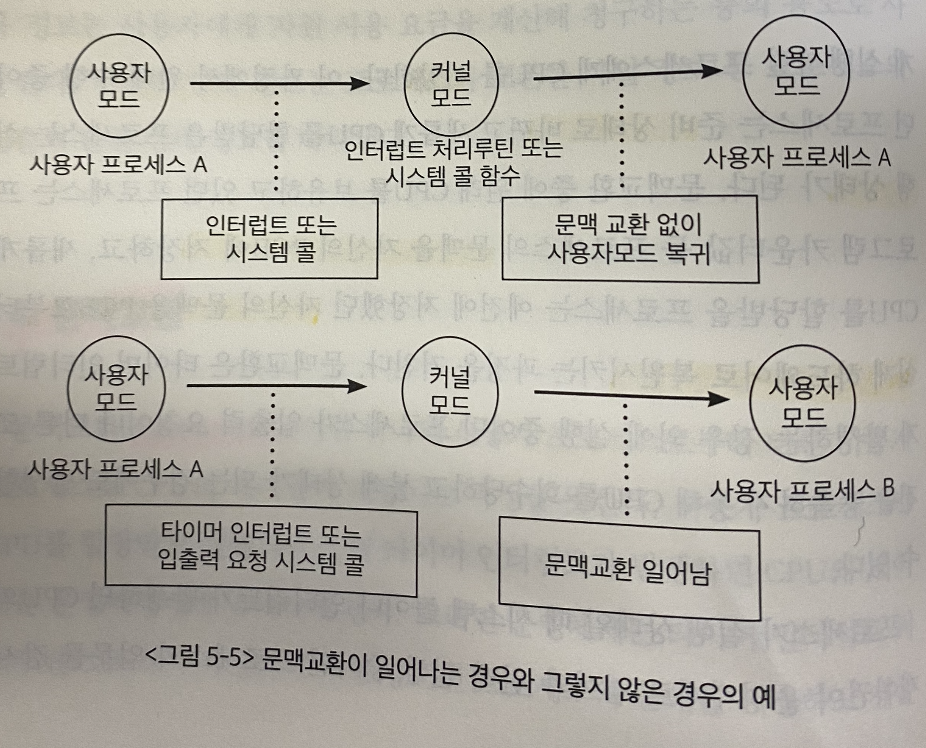 사용자
모드
커널
모드
사용자
모드
사용자 프로세스 A
인터럽트 처리루틴 또는
시스템 콜 함수
사용자 프로세스 A
인터럽트 또는
시스템 콜
문맥 교환 없이
사용자모드 복귀
사용자
모드
커널
모드
사용자
모드
사용자 프로세스 A
사용자 프로세스 B
타이머 인터럽트 또는
입출력 요청 시스템 콜
문맥교환 일어남
<그림 5-5> 문맥교환이 일어나는 경우와 그렇지 않은 경우의 예